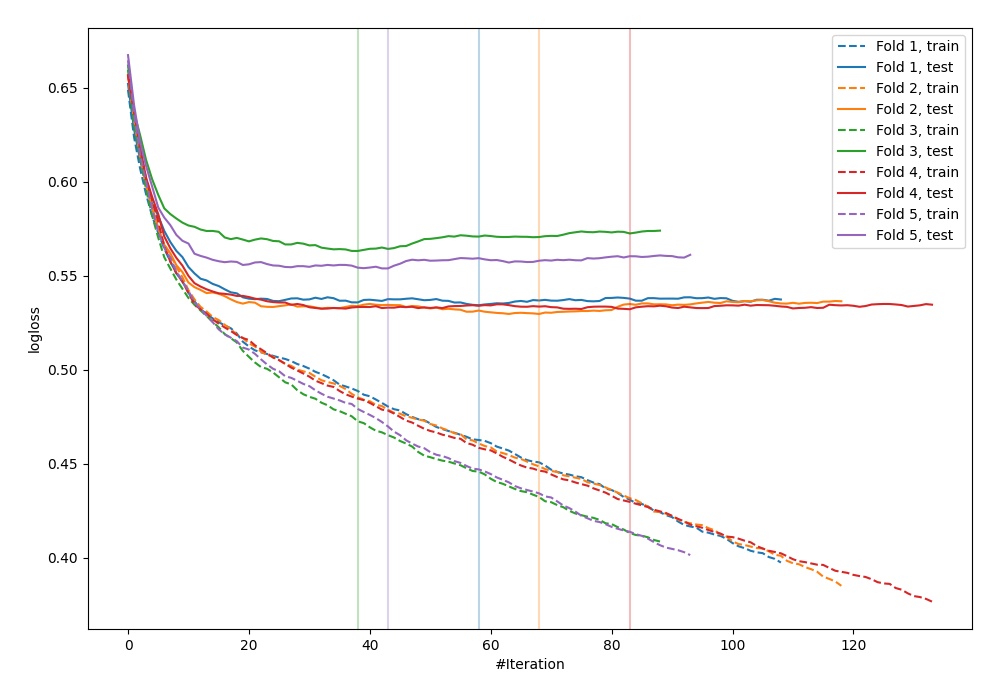 Fold 1, train
Fold 1, test
Fold 2, train
Fold 2, test
Fold 3, train
Fold 3, test
Fold 4, train
Fold 4, test
Fold 5, train
Fold 5, test
0.65
0.60
0.55
0.50
0.45
0.40
logloss
0 20 40 60 80 100 120
#Iteration